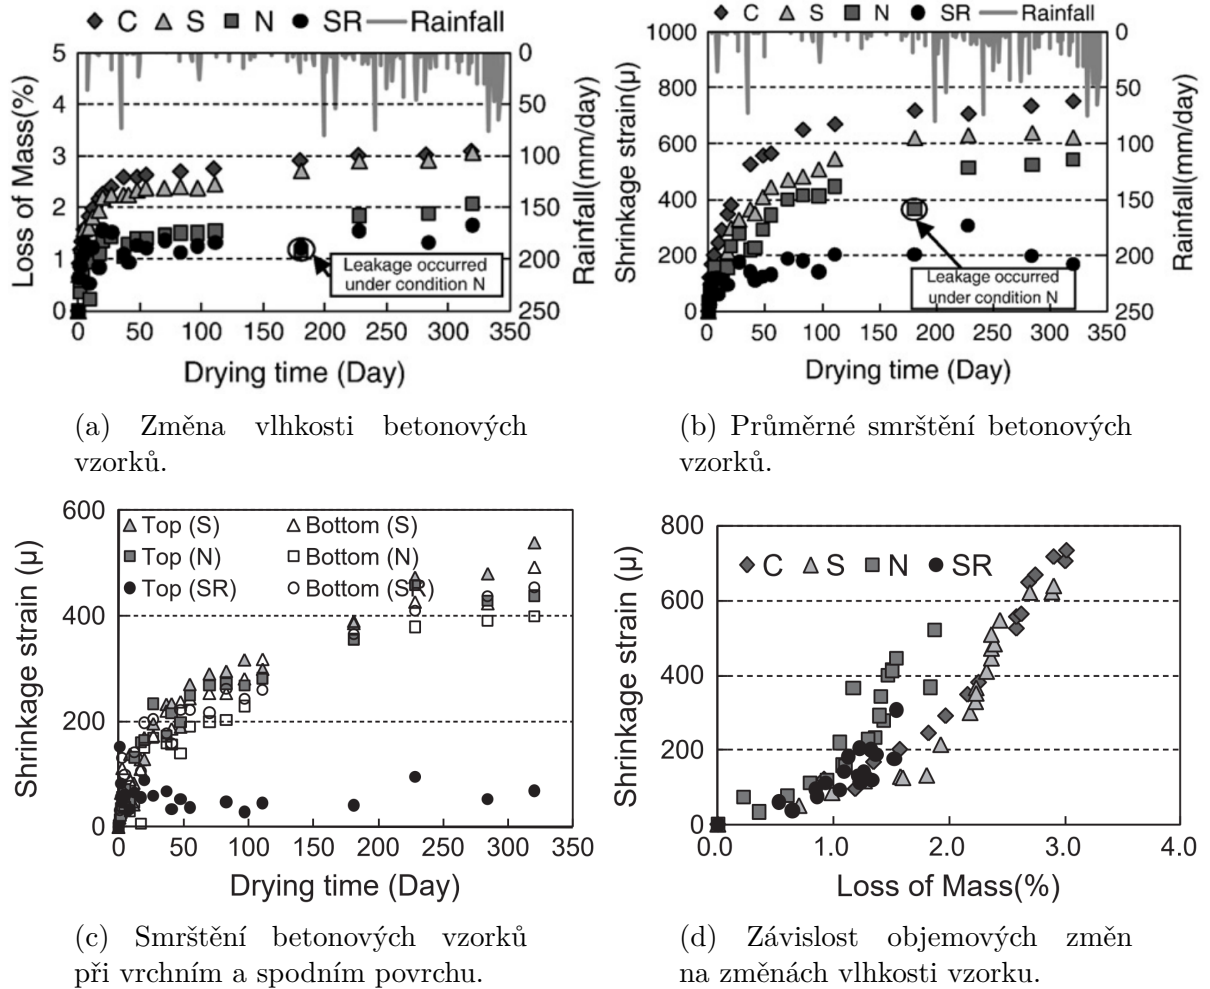 C S N SR Rainfall
5
4
3
2
1
0
Loss of Mass(%)
0
50
100
150
200
250
Rainfall(mm/day)
Leakage occurred
under condition N
0 50 100 150 200 250 300 350
Drying time (Day)
(a) Změna vlhkosti betonových
vzorků.
C S N SR Rainfall
1000
800
600
400
200
0
Shrinkage strain(μ)
0
50
100
150
200
250
Rainfall(mm/day)
Leakage occurred
under condition N
0 50 100 150 200 250 300 350
Drying time (Day)
(b) Průměrné smrštění betonových
vzorků.
600
400
200
0
Shrinkage strain (μ)
Top (S) Bottom (S)
Top (N) Bottom (N)
Top (SR) Bottom (SR)
0 50 100 150 200 250 300 350
Drying time (Day)
(c) Smrštění betonových vzorků
při vrchním a spodním povrchu.
800
600
400
200
0
Shrinkage strain (μ)
C S N SR
0.0 1.0 2.0 3.0 4.0
Loss of Mass(%)
(d) Závislost objemových změn
na změnách vlhkosti vzorku.